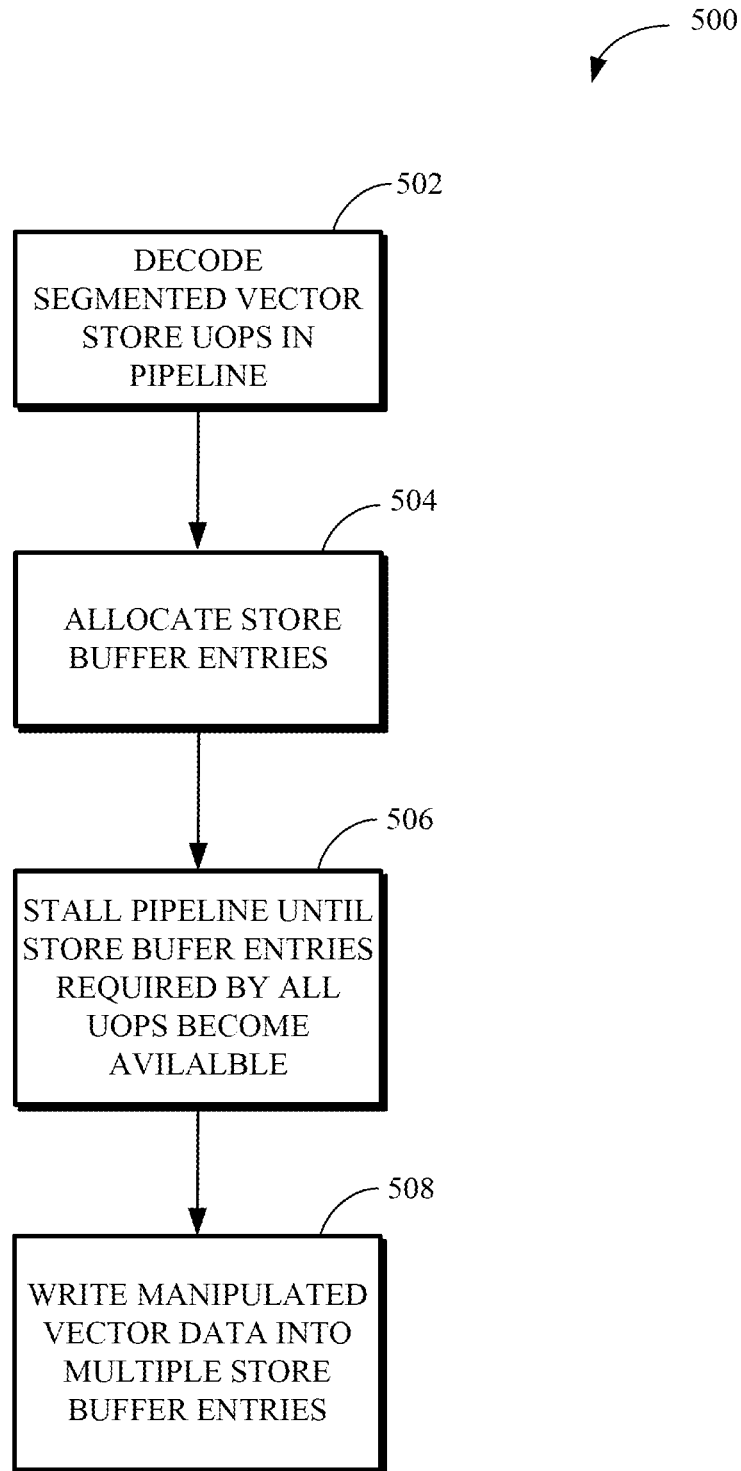 500
502
DECODE
SEGMENTED VECTOR
STORE UOPS IN
PIPELINE
504
ALLOCATE STORE
BUFFER ENTRIES
506
STALL PIPELINE UNTIL
STORE BUFER ENTRIES
REQUIRED BY ALL
UOPS BECOME
AVILALBLE
508
WRITE MANIPULATED
VECTOR DATA INTO
MULTIPLE STORE
BUFFER ENTRIES